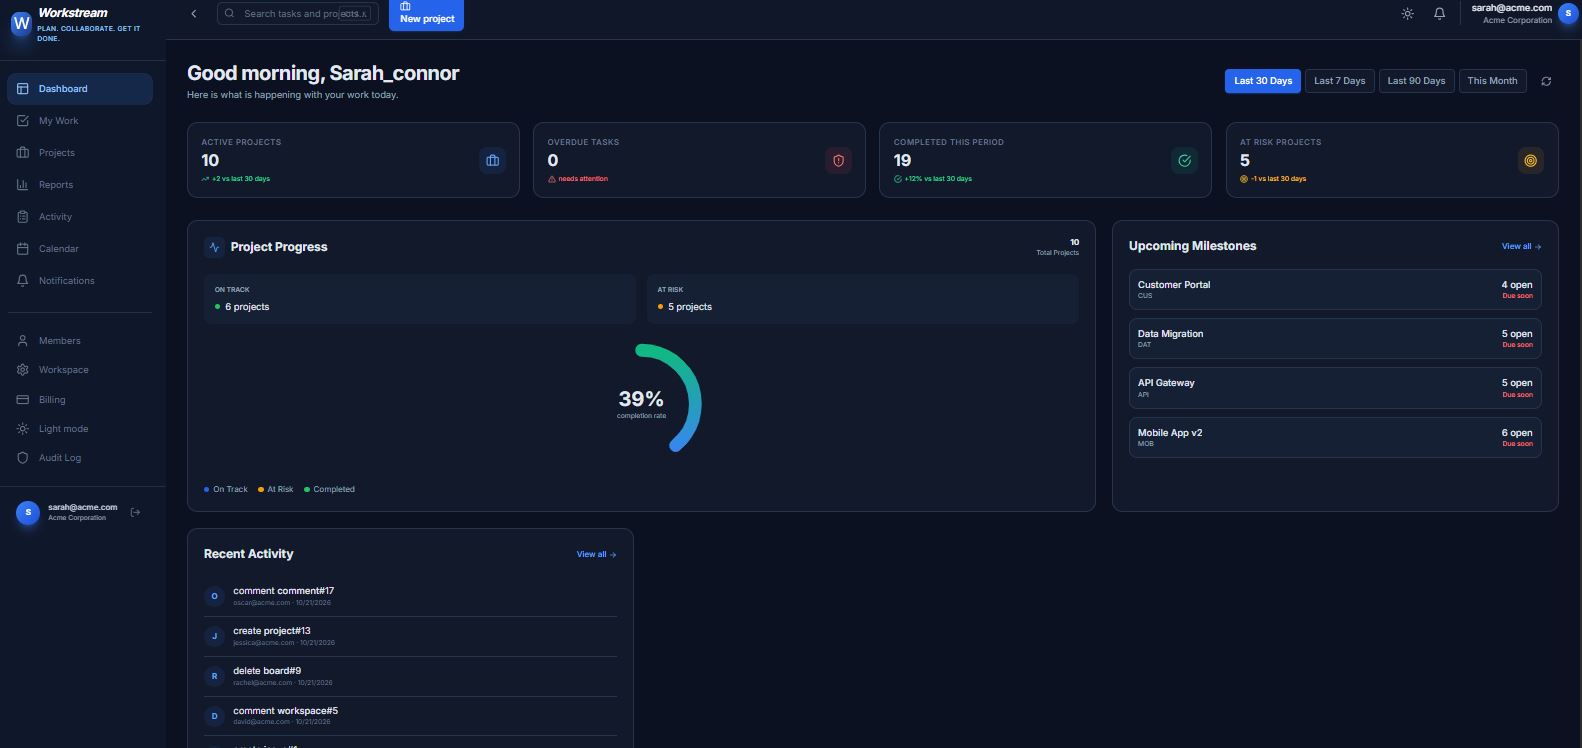 W
Workstream
PLAN. COLLABORATE. GET IT
DONE.
Dashboard
My Work
Projects
Reports
Activity
Calendar
Notifications
Members
Workspace
Billing
Light mode
Audit Log
S
sarah@acme.com
Acme Corporation
Search tasks and projects...
New project
sarah@acme.com
Acme Corporation
S
Good morning, Sarah_connor
Here is what is happening with your work today.
Last 30 Days
Last 7 Days
Last 90 Days
This Month
ACTIVE PROJECTS
10
+2 vs last 30 days
OVERDUE TASKS
0
needs attention
COMPLETED THIS PERIOD
19
+12% vs last 30 days
AT RISK PROJECTS
5
-1 vs last 30 days
Project Progress
10
Total Projects
ON TRACK
6 projects
AT RISK
5 projects
39%
completion rate
On Track
At Risk
Completed
Upcoming Milestones
View all →
Customer Portal
CUS
4 open
Due soon
Data Migration
DAT
5 open
Due soon
API Gateway
API
5 open
Due soon
Mobile App v2
MOB
6 open
Due soon
Recent Activity
View all →
O
comment comment#17
oscar@acme.com · 10/21/2026
J
create project#13
jessica@acme.com · 10/21/2026
R
delete board#9
rachel@acme.com · 10/21/2026
D
comment workspace#5
david@acme.com · 10/21/2026